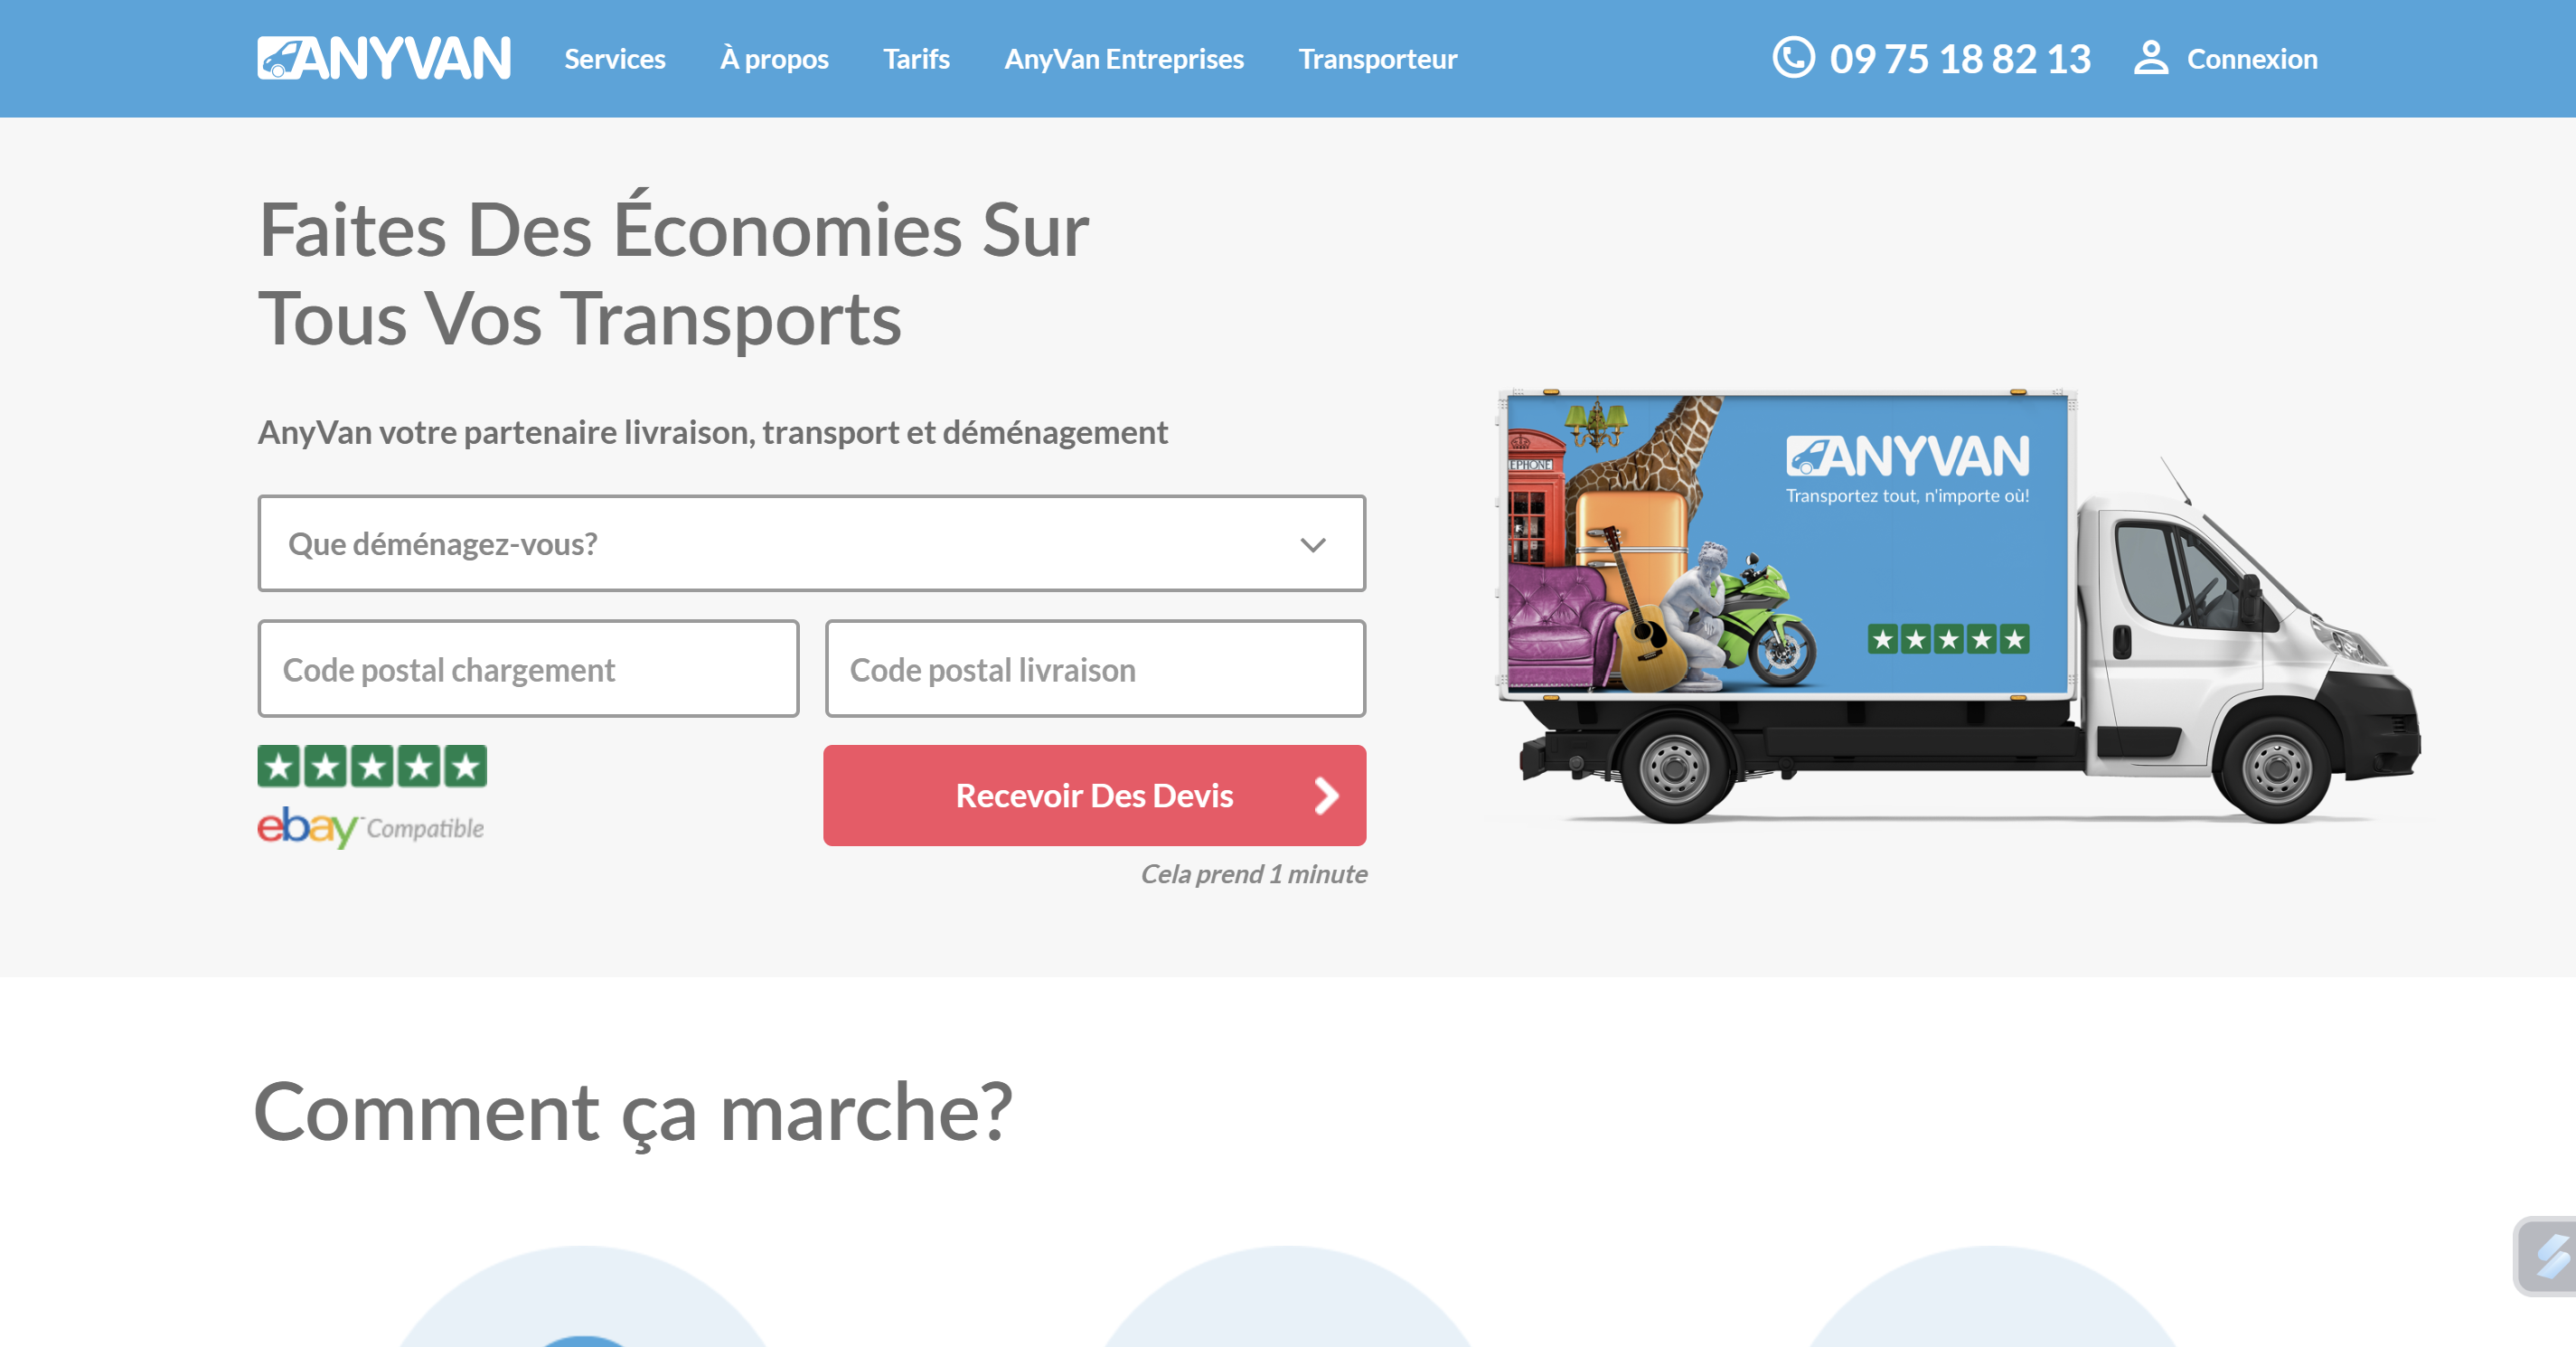 ANYVAN
Services
À propos
Tarifs
AnyVan Entreprises
Transporteur
09 75 18 82 13
Connexion
Faites Des Économies Sur
Tous Vos Transports
AnyVan votre partenaire livraison, transport et déménagement
Que déménagez-vous?
Code postal chargement
Code postal livraison
ebay™ Compatible
Recevoir Des Devis
Cela prend 1 minute
EPHONE
ANYVAN
Transportez tout, n'importe où!
Comment ça marche?